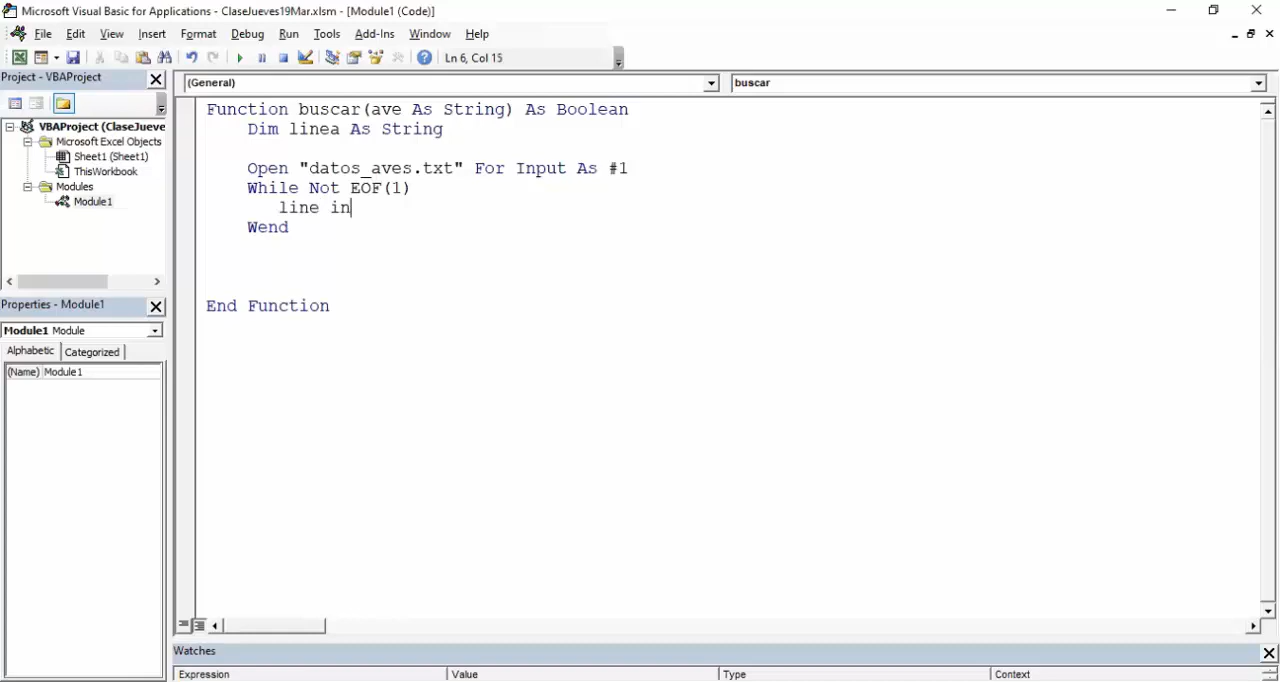 Microsoft Visual Basic for Applications - ClaseJueves19Mar.xlsm - [Module1 (Code)]
File Edit View Insert Format Debug Run Tools Add-Ins Window Help
Ln 6, Col 15
Project - VBAProject
(General)
buscar
VBAProject (ClaseJueve
Microsoft Excel Objects
Sheet1 (Sheet1)
ThisWorkbook
Modules
Module1
Function buscar(ave As String) As Boolean
Dim linea As String
Open "datos_aves.txt" For Input As #1
While Not EOF(1)
line in
Wend
End Function
Properties - Module1
Module1 Module
Alphabetic Categorized
(Name) Module1
Watches
Expression Value Type Context